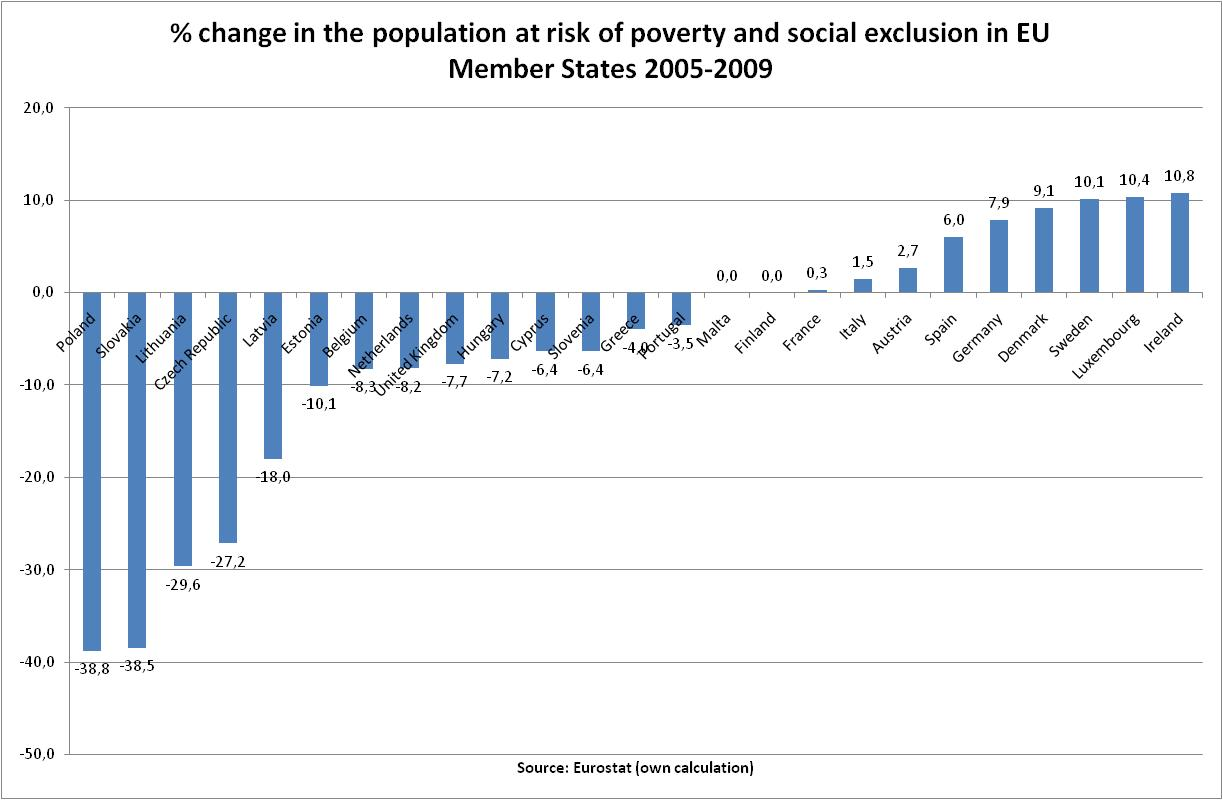 % change in the population at risk of poverty and social exclusion in EU
Member States 2005-2009
20,0
10,0
0,0
-10,0
-20,0
-30,0
-40,0
-50,0
Poland
Slovakia
Lithuania
Czech Republic
Latvia
Estonia
Belgium
Netherlands
United Kingdom
Hungary
Cyprus
Slovenia
Greece
Portugal
Malta
Finland
France
Italy
Austria
Spain
Germany
Denmark
Sweden
Luxembourg
Ireland
-38,8
-38,5
-29,6
-27,2
-18,0
-10,1
-8,3
-8,2
-7,7
-7,2
-6,4
-6,4
-4,0
-3,5
0,0
0,0
0,3
1,5
2,7
6,0
7,9
9,1
10,1
10,4
10,8
Source: Eurostat (own calculation)